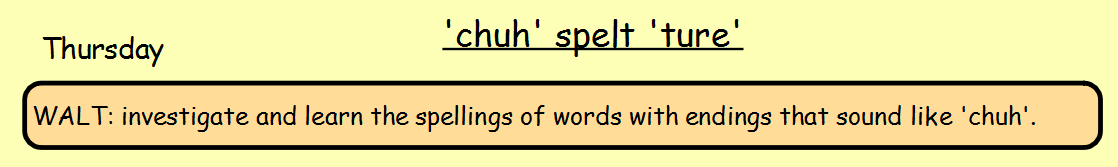 'chuh' spelt 'ture'
Thursday
WALT: investigate and learn the spellings of words with endings that sound like 'chuh'.